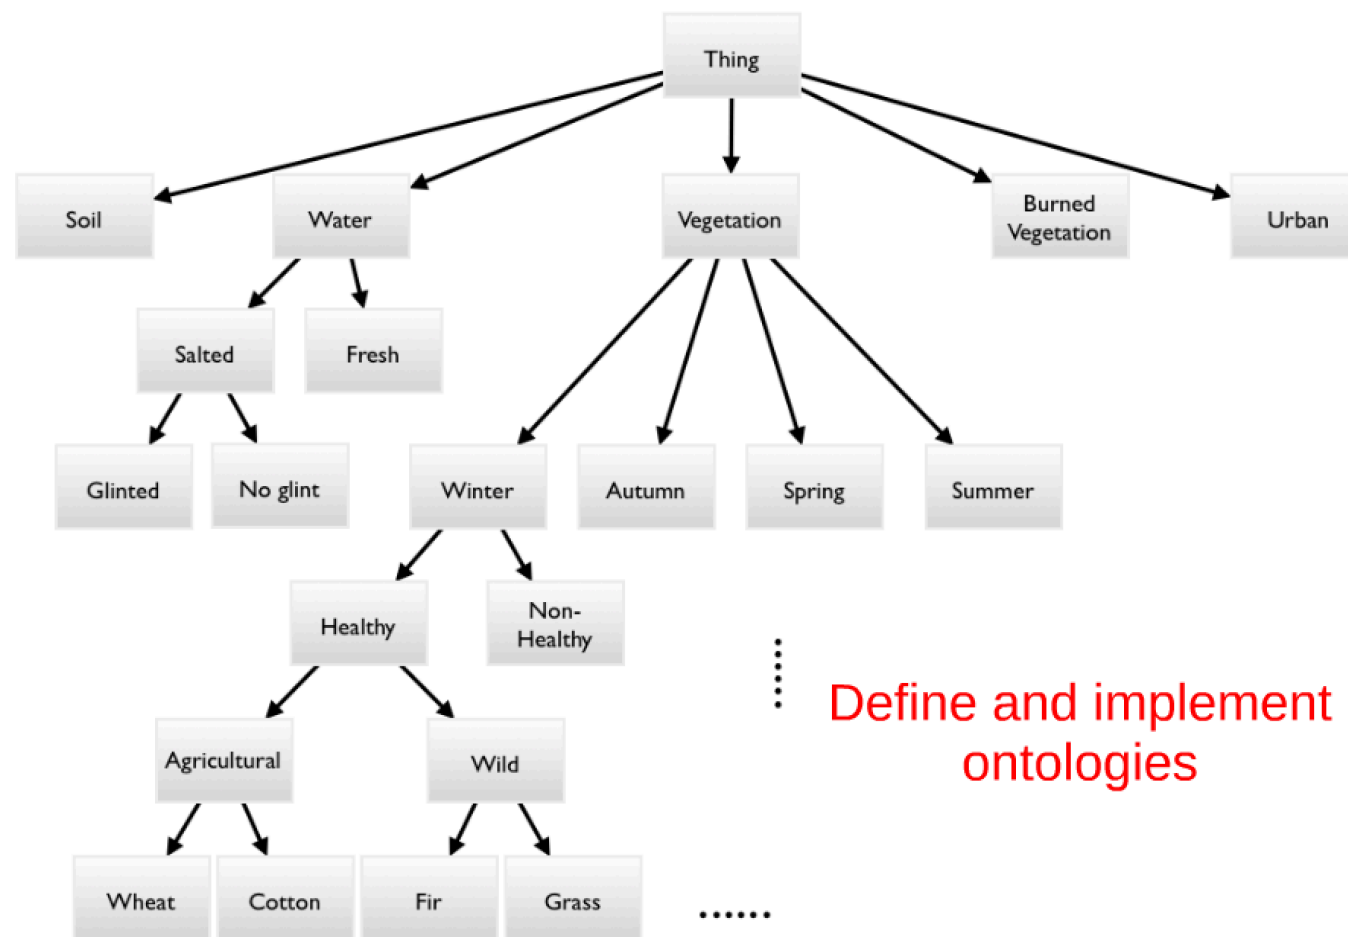 Thing
Soil
Water
Vegetation
Burned
Vegetation
Urban
Salted
Fresh
Glinted
No glint
Winter
Autumn
Spring
Summer
Healthy
Non-
Healthy
Define and implement
ontologies
Agricultural
Wild
Wheat
Cotton
Fir
Grass
......